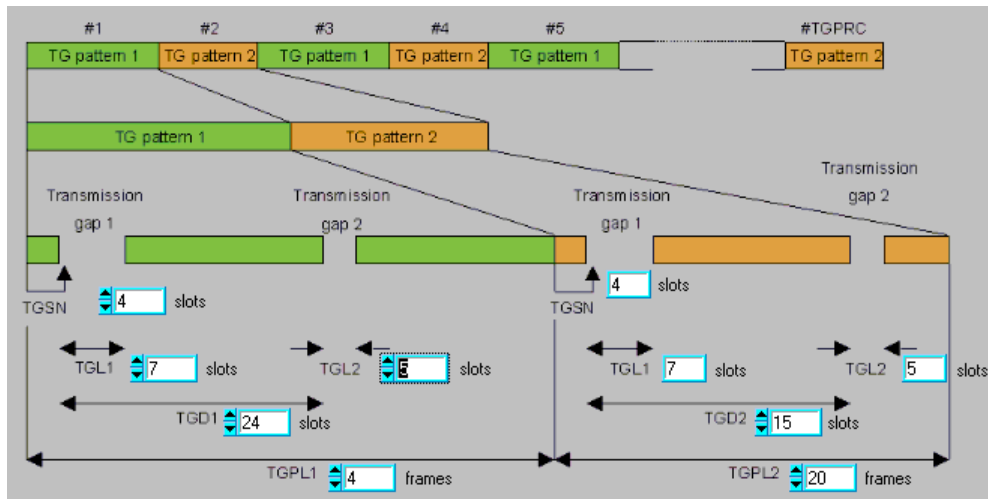 #1 #2 #3 #4 #5 #TGPRC
TG pattern 1 TG pattern 2 TG pattern 1 TG pattern 2 TG pattern 1 TG pattern 2
TG pattern 1 TG pattern 2
Transmission gap 1
Transmission gap 2
Transmission gap 1
Transmission gap 2
TGSN 4 slots
TGSN 4 slots
TGL1 7 slots
TGL2 slots
TGL1 7 slots
TGL2 5 slots
TGD1 24 slots
TGD2 15 slots
TGPL1 4 frames
TGPL2 20 frames